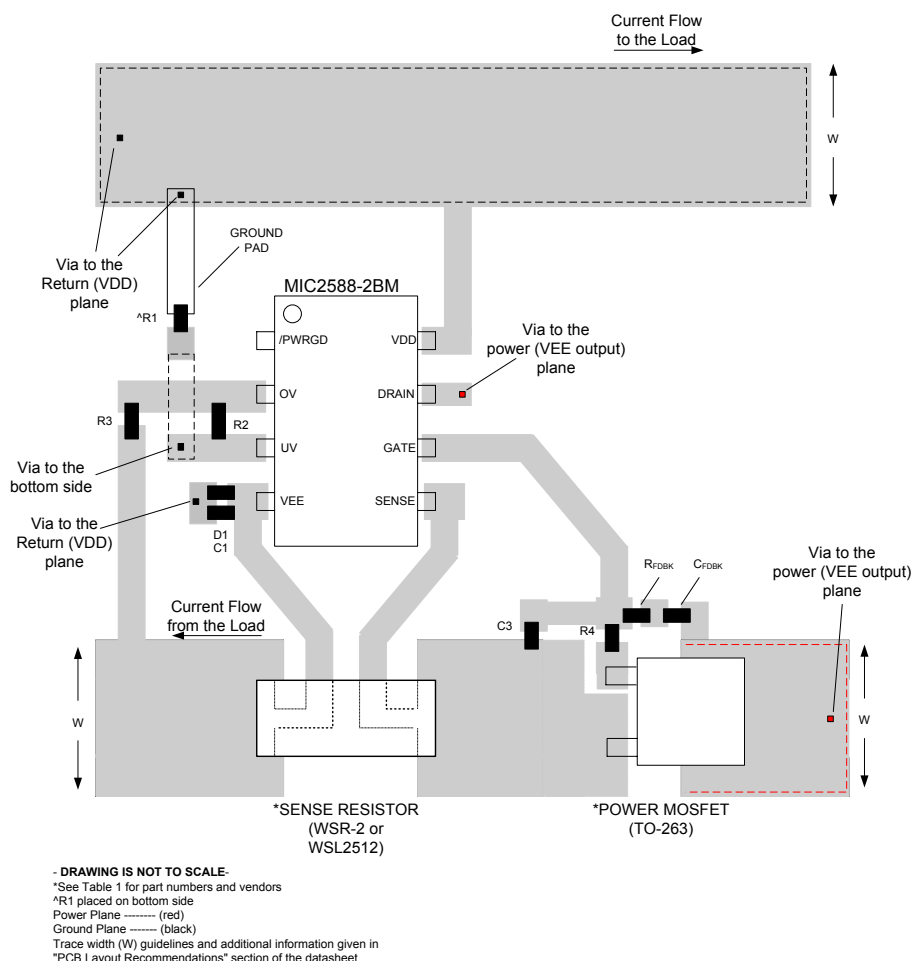 Current Flow
to the Load
W
GROUND
PAD
Via to the
Return (VDD)
plane
MIC2588-2BM
^R1
/PWRGD
VDD
Via to the
power (VEE output)
plane
OV
DRAIN
R3
R2
UV
GATE
Via to the
bottom side
VEE
SENSE
Via to the
Return (VDD)
plane
D1
C1
RFDBK
CFDBK
Via to the
power (VEE output)
plane
Current Flow
from the Load
C3
R4
W
W
*SENSE RESISTOR
(WSR-2 or
WSL2512)
*POWER MOSFET
(TO-263)
- DRAWING IS NOT TO SCALE-
*See Table 1 for part numbers and vendors
^R1 placed on bottom side
Power Plane -------- (red)
Ground Plane ------- (black)
Trace width (W) guidelines and additional information given in
"PCB Layout Recommendations" section of the datasheet